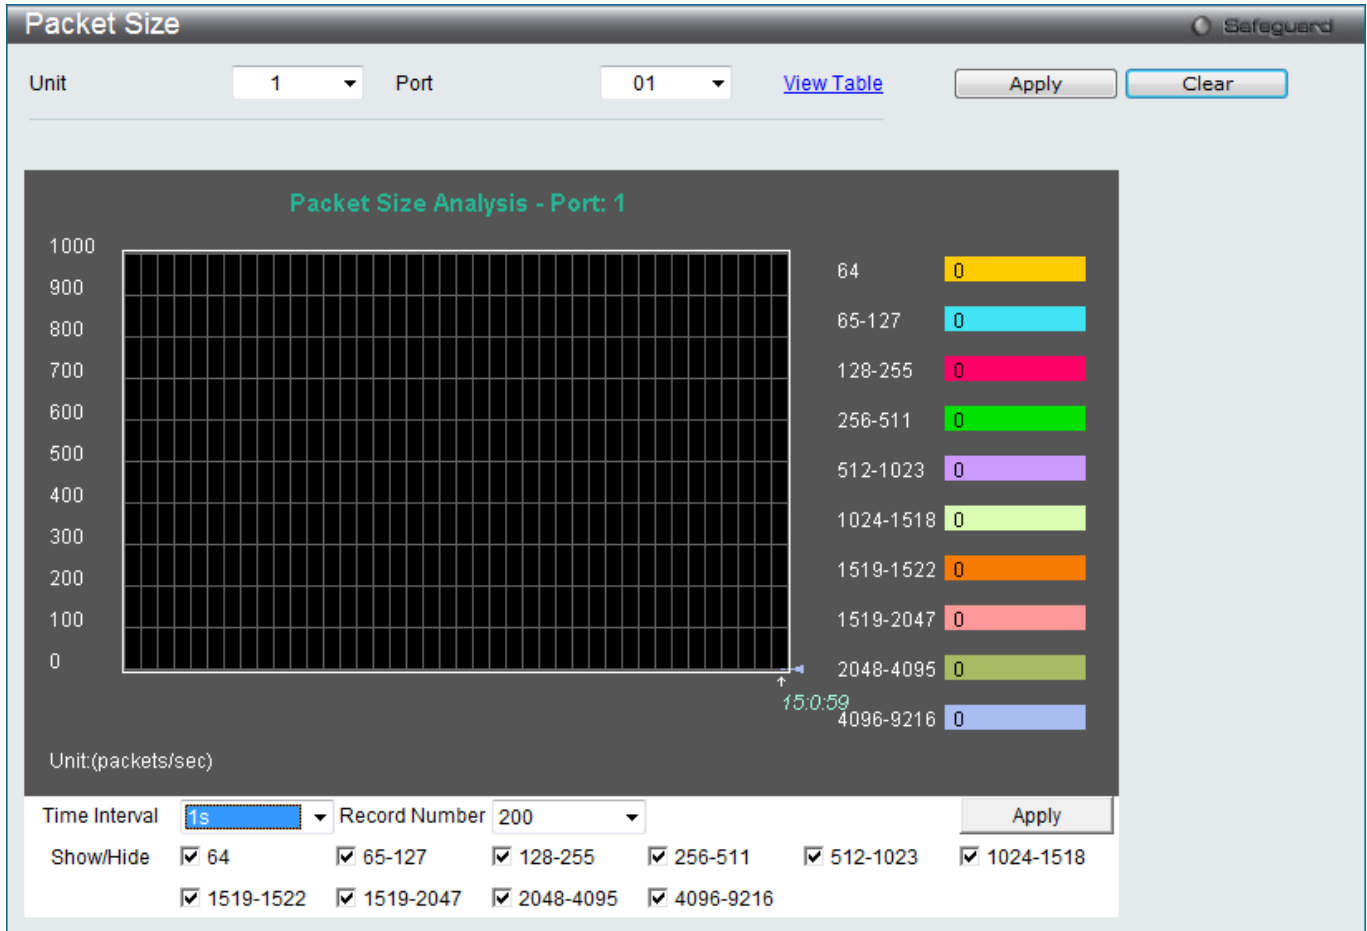 Packet Size
Safeguard
Unit 1 Port 01 View Table Apply Clear
Packet Size Analysis - Port: 1
1000
900
800
700
600
500
400
300
200
100
0
64 0
65-127 0
128-255 0
256-511 0
512-1023 0
1024-1518 0
1519-1522 0
1519-2047 0
2048-4095 0
4096-9216 0
15:0:59
Unit:(packets/sec)
Time Interval 1s Record Number 200 Apply
Show/Hide 64 65-127 128-255 256-511 512-1023 1024-1518
1519-1522 1519-2047 2048-4095 4096-9216